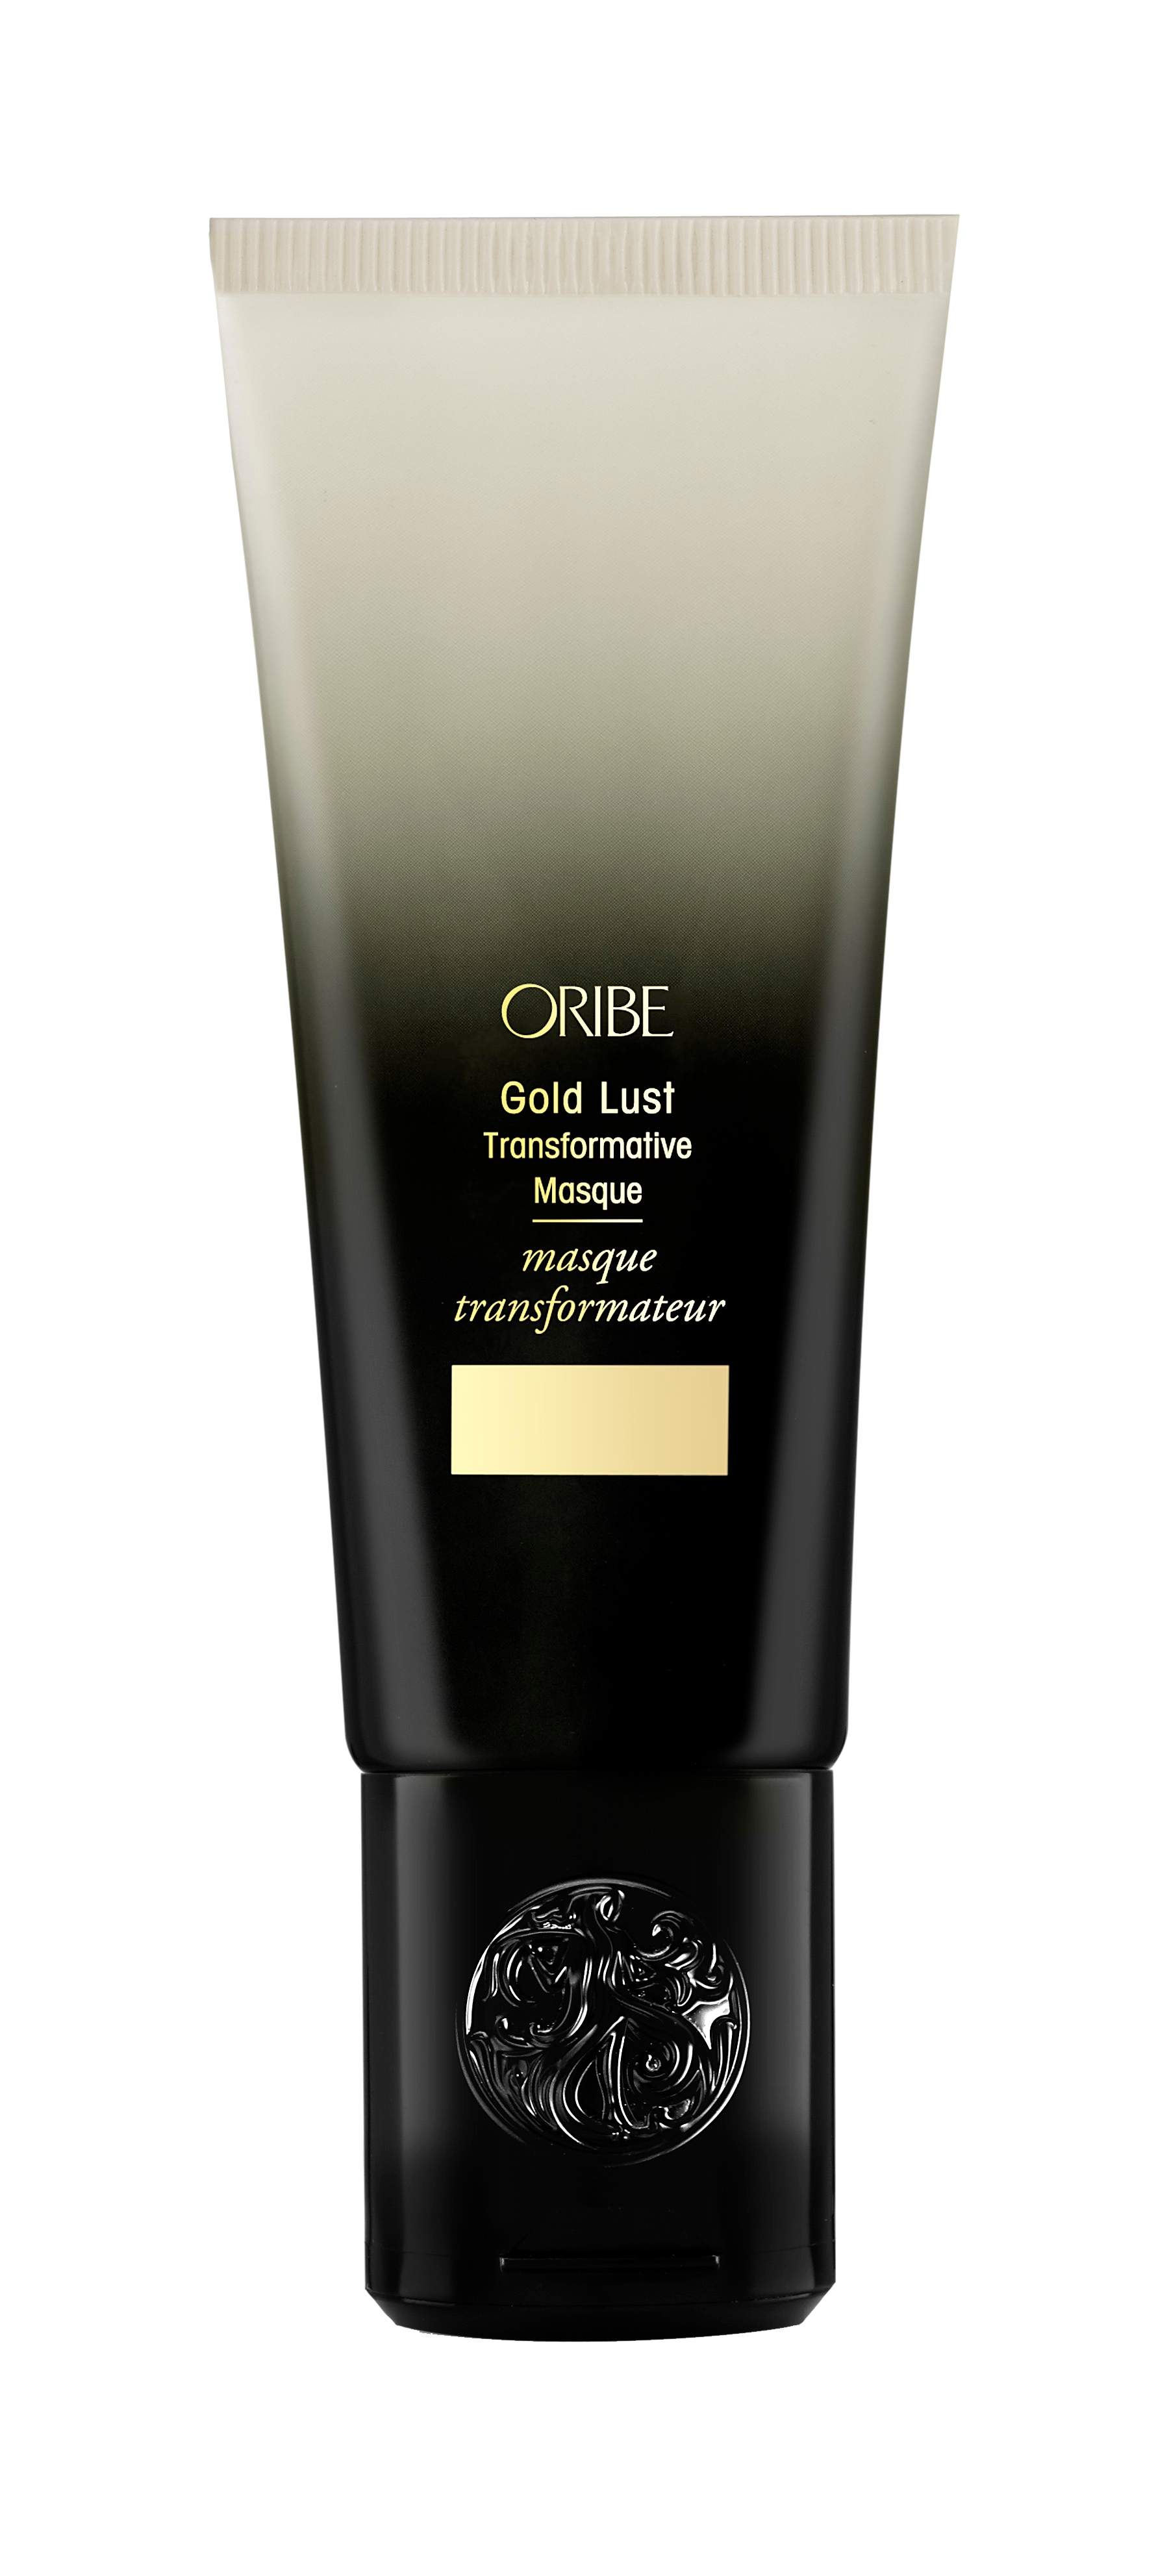 ORIBE
Gold Lust
Transformative
Masque
masque
transformateur